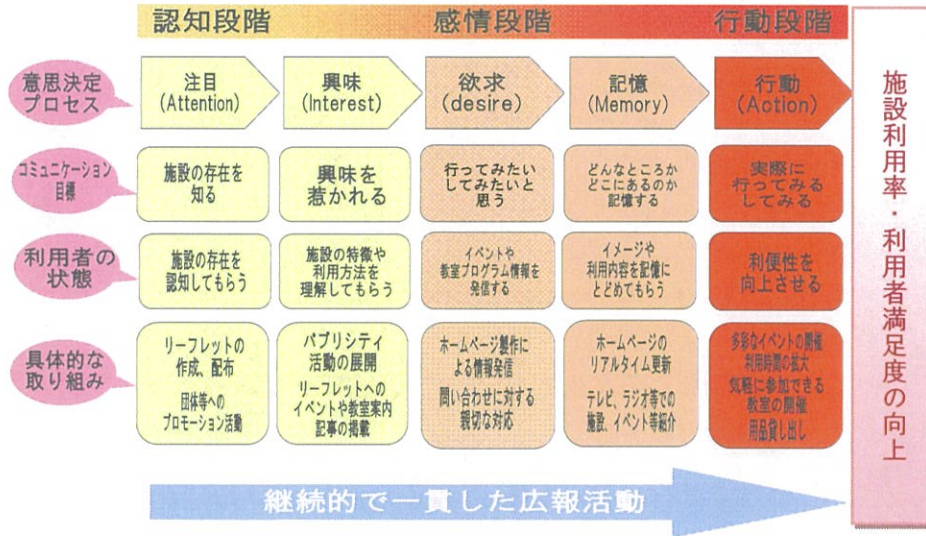 認知段階
感情段階
行動段階
意思決定
プロセス
注目
(Attention)
興味
(Interest)
欲求
(desire)
記憶
(Memory)
行動
(Action)
コミュニケーション
目標
施設の存在を
知る
興味を
惹かれる
行ってみたい
してみたいと
思う
どんなところか
どこにあるのか
記憶する
実際に
行ってみる
してみる
利用者の
状態
施設の存在を
認知してもらう
施設の特徴や
利用方法を
理解してもらう
イベントや
教室プログラム情報を
発信する
イメージや
利用内容を記憶に
とどめてもらう
利便性を
向上させる
具体的な
取り組み
リーフレットの
作成、配布
団体等への
プロモーション活動
パブリシティ
活動の展開
リーフレットへの
イベントや教室案内
記事の掲載
ホームページ製作に
よる情報発信
問い合わせに対する
親切な対応
ホームページの
リアルタイム更新
テレビ、ラジオ等での
施設、イベント等紹介
多彩なイベントの開催
利用時間の拡大
気軽に参加できる
教室の開催
用品貸し出し
継続的で一貫した広報活動
施設利用率・利用者満足度の向上